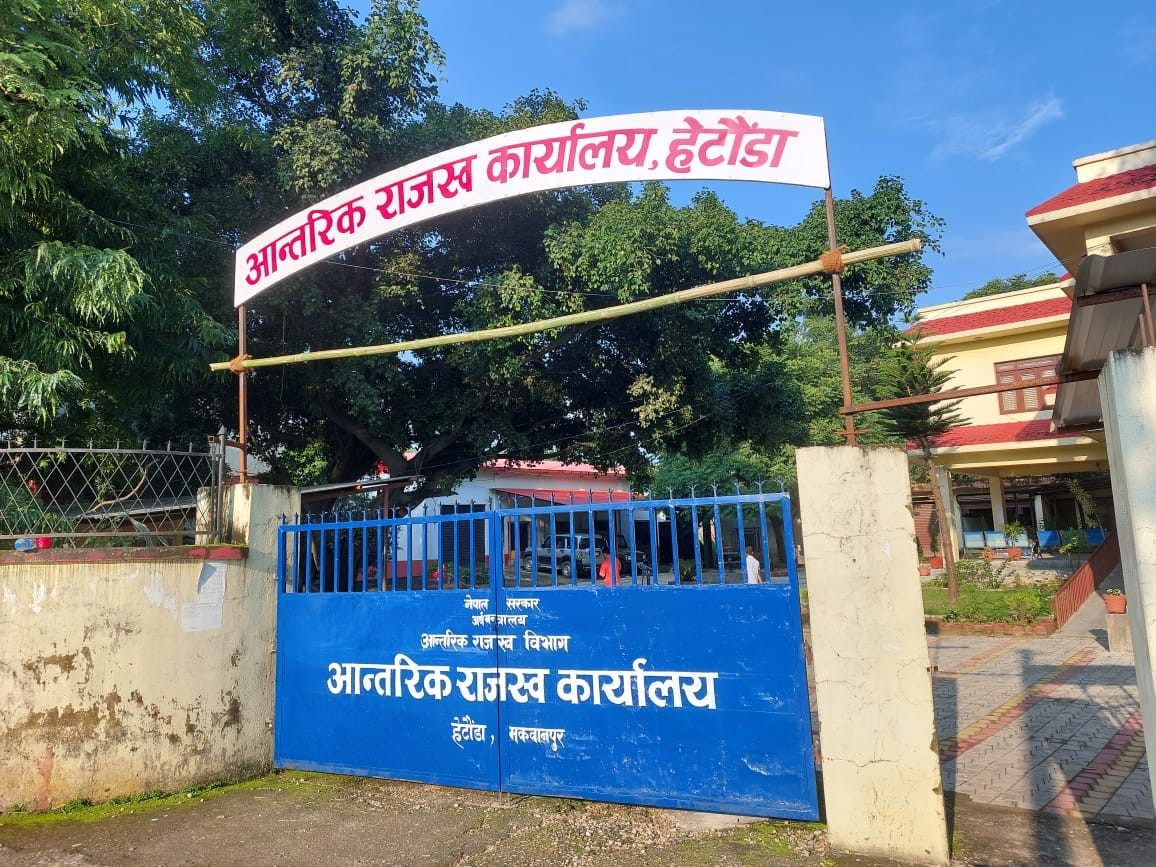 आन्तरिक राजस्व कार्यालय, हेटौंडा
नेपाल सरकार
अर्थ मन्त्रालय
आन्तरिक राजस्व विभाग
आन्तरिक राजस्व कार्यालय
हेटौंडा, मकवानपुर